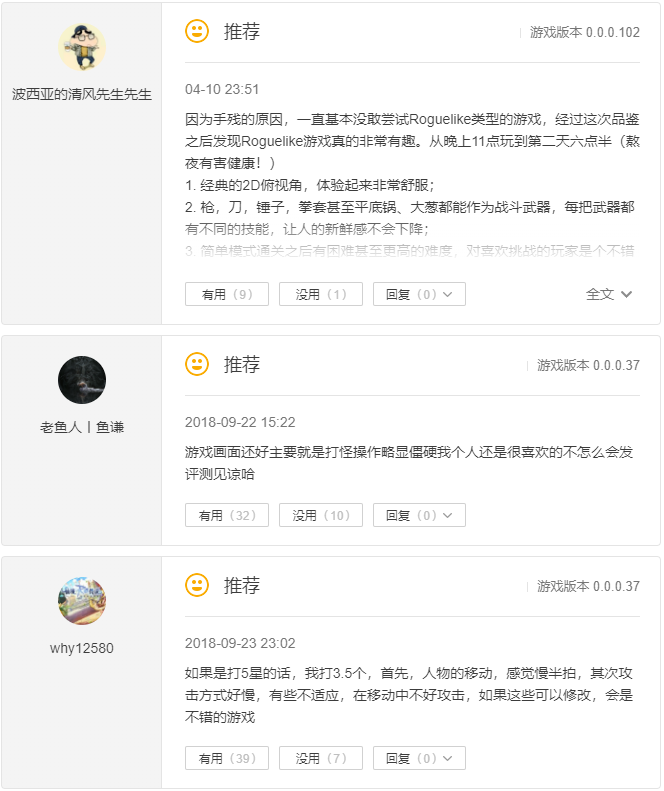 推荐
游戏版本 0.0.0.102
波西亚的清风先生先生
04-10 23:51
因为手残的原因，一直基本没敢尝试Roguelike类型的游戏，经过这次品鉴
之后发现Roguelike游戏真的非常有趣。从晚上11点玩到第二天六点半（熬
夜有害健康！）
1. 经典的2D俯视角，体验起来非常舒服；
2. 枪，刀，锤子，拳套甚至平底锅、大葱都能作为战斗武器，每把武器都
有不同的技能，让人的新鲜感不会下降；
3. 简单模式通关之后有困难甚至更高的难度，对喜欢挑战的玩家是个不错
有用（9） 没用（1） 回复（0） 全文
推荐
游戏版本 0.0.0.37
老鱼人丨鱼谦
2018-09-22 15:22
游戏画面还好主要就是打怪操作略显僵硬我个人还是很喜欢的不怎么会发
评测见谅哈
有用（32） 没用（10） 回复（0）
推荐
游戏版本 0.0.0.37
why12580
2018-09-23 23:02
如果是打5星的话，我打3.5个，首先，人物的移动，感觉慢半拍，其次攻
击方式好慢，有些不适应，在移动中不好攻击，如果这些可以修改，会是
不错的游戏
有用（39） 没用（7） 回复（0）